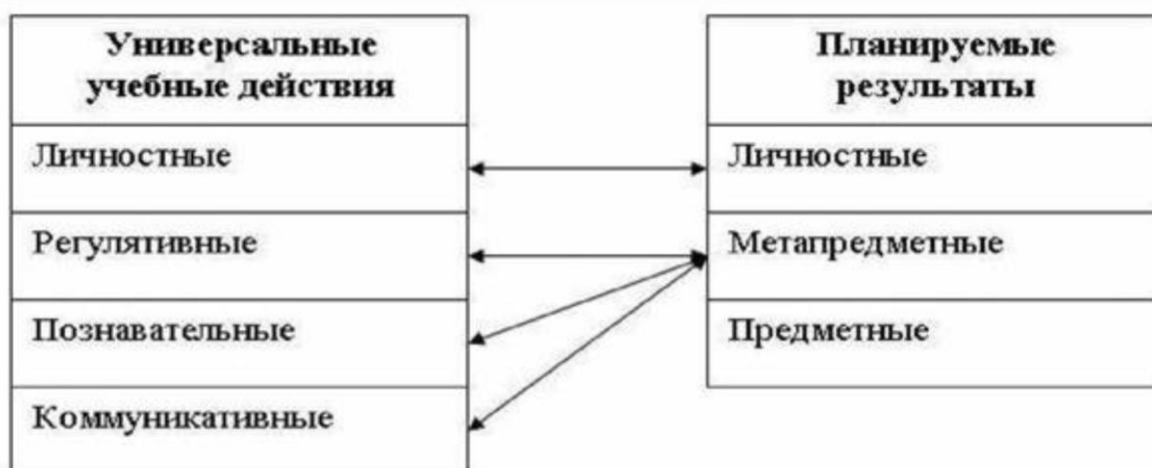 Универсальные
учебные действия
Личностные
Регулятивные
Познавательные
Коммуникативные
Планируемые
результаты
Личностные
Метапредметные
Предметные